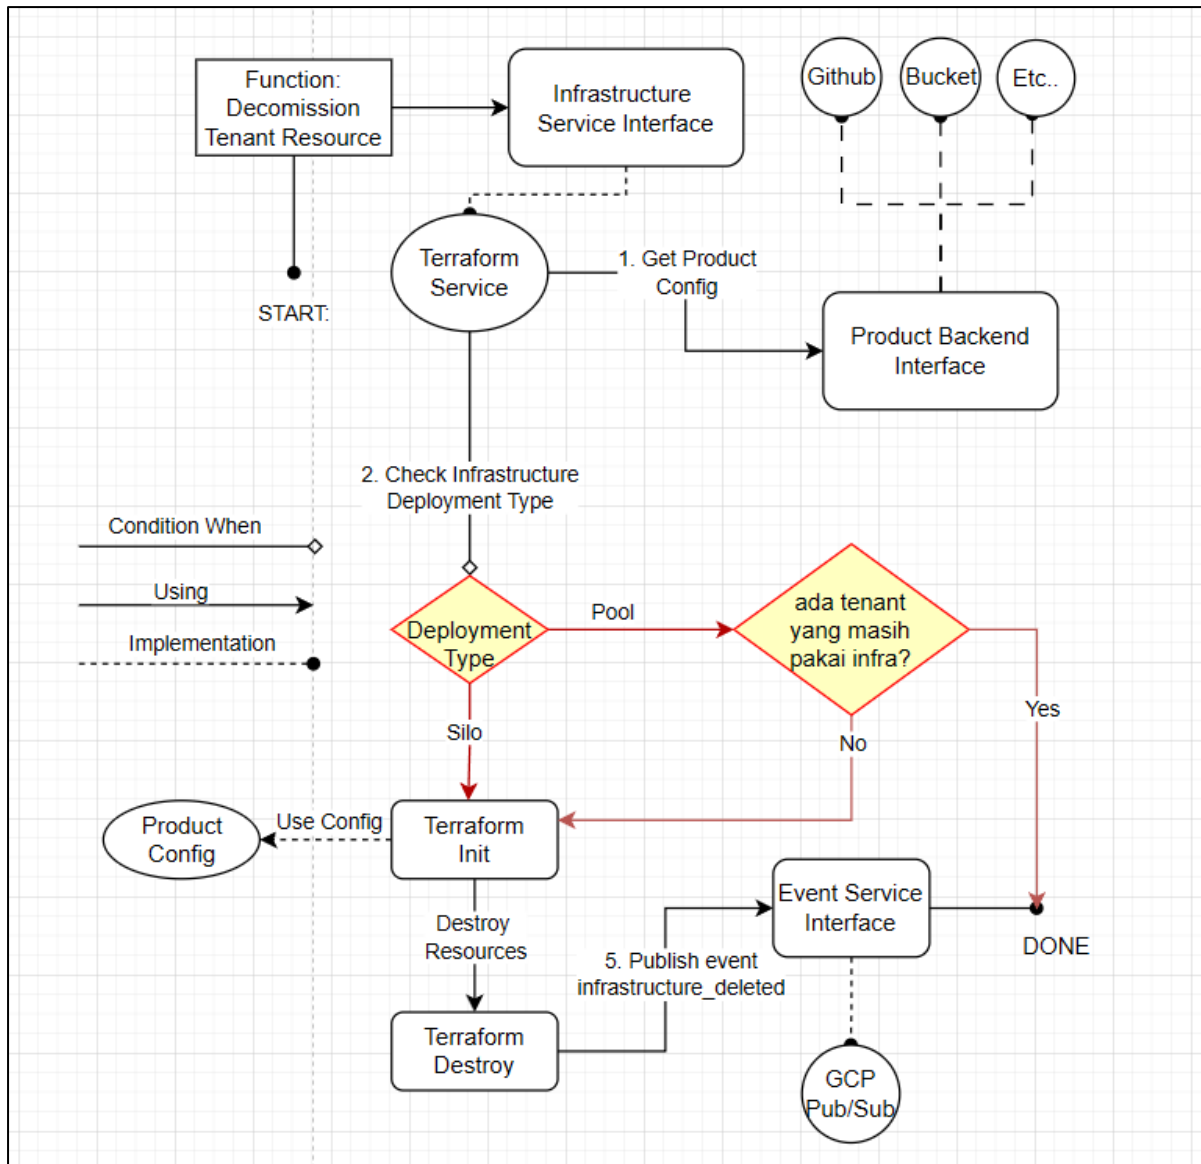 Function:
Decomission
Tenant Resource
Infrastructure
Service Interface
Github
Bucket
Etc..
Terraform
Service
1. Get Product
Config
START:
Product Backend
Interface
2. Check Infrastructure
Deployment Type
Condition When
Using
Implementation
Deployment
Type
Pool
ada tenant
yang masih
pakai infra?
Yes
Silo
No
Product
Config
Use Config
Terraform
Init
Event Service
Interface
Destroy
Resources
DONE
5. Publish event
infrastructure_deleted
Terraform
Destroy
GCP
Pub/Sub